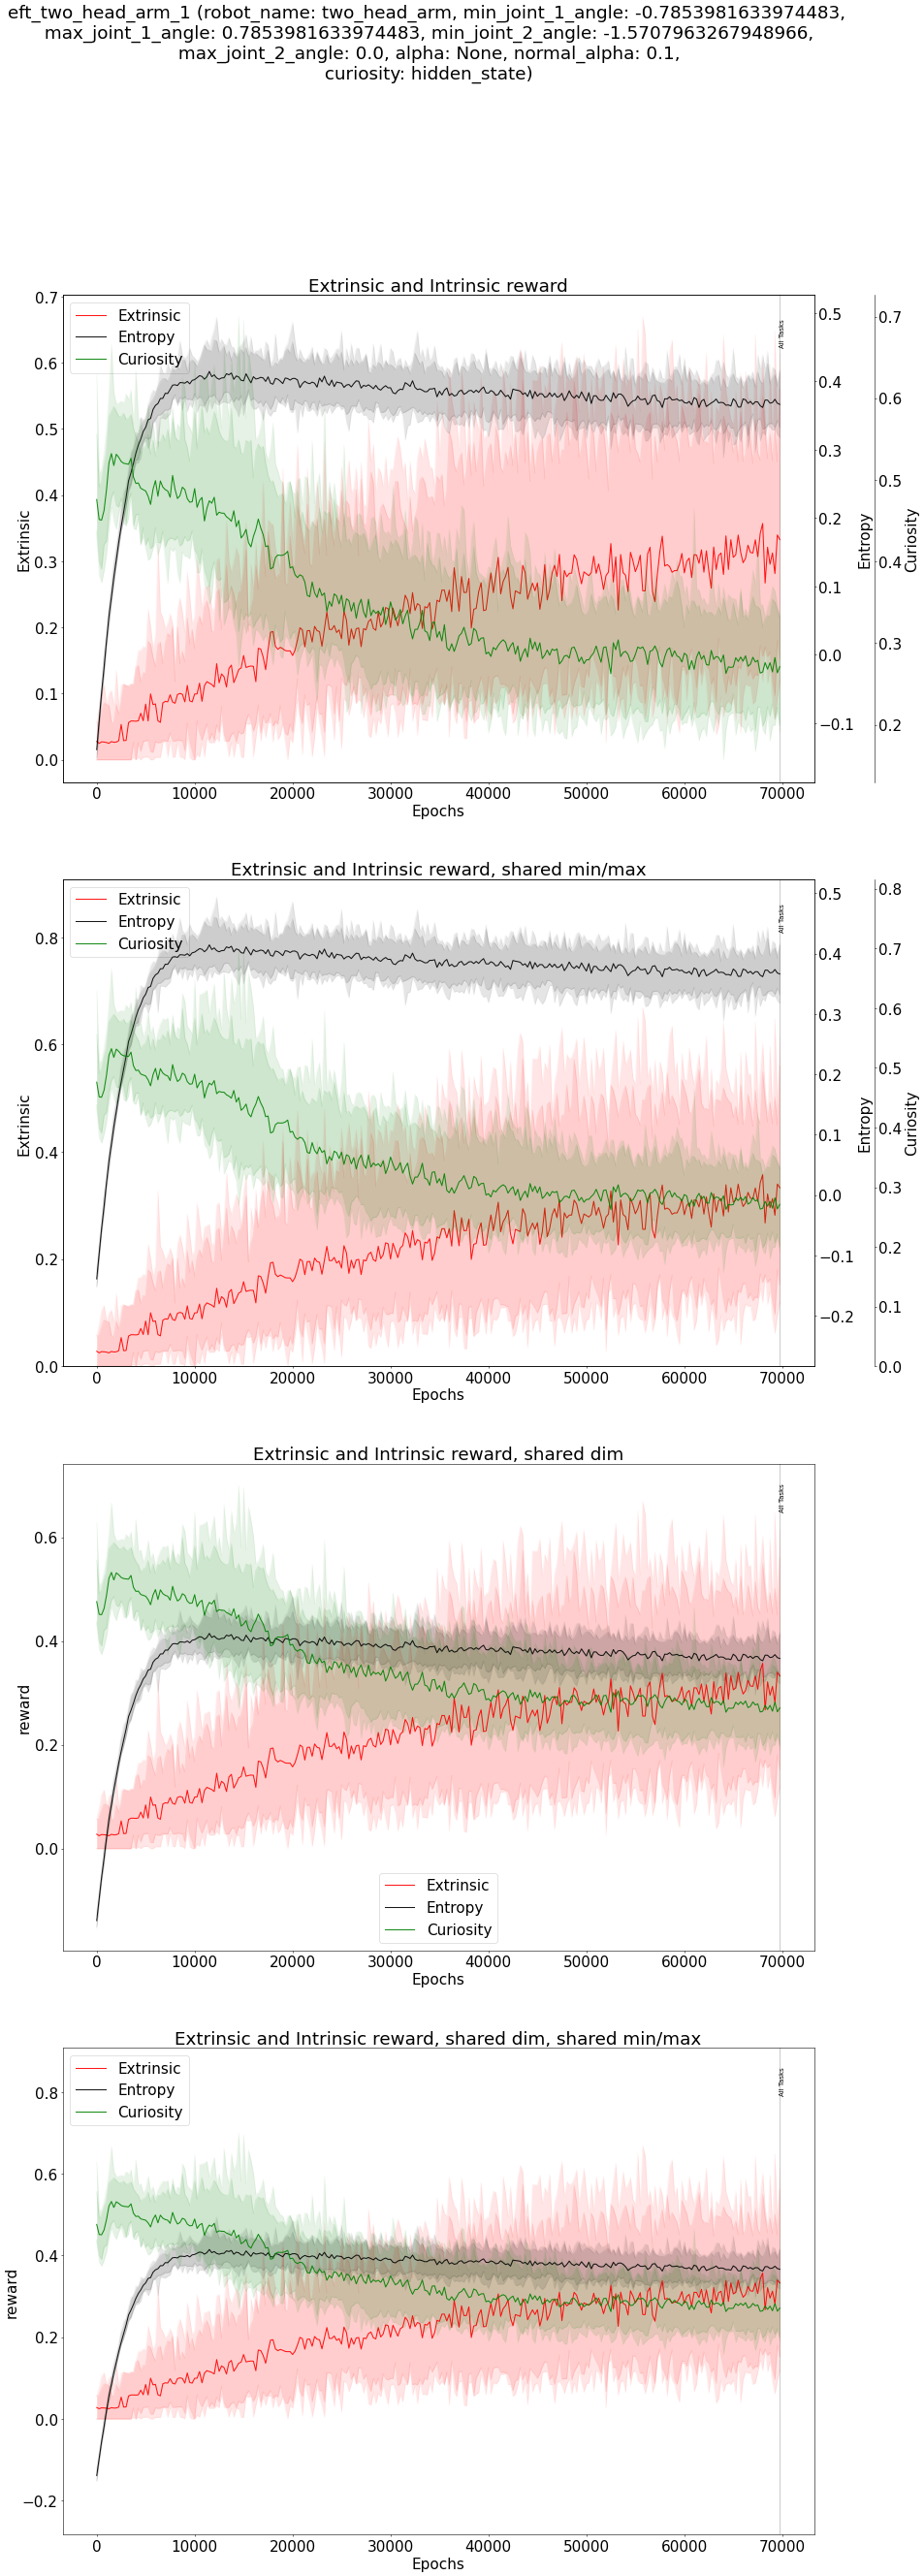 eft_two_head_arm_1 (robot_name: two_head_arm, min_joint_1_angle: -0.7853981633974483,
max_joint_1_angle: 0.7853981633974483, min_joint_2_angle: -1.5707963267948966,
max_joint_2_angle: 0.0, alpha: None, normal_alpha: 0.1,
curiosity: hidden_state)
Extrinsic and Intrinsic reward
Extrinsic
Entropy
Curiosity
All Tasks
0.7
0.6
0.5
0.4
0.3
0.2
0.1
0.0
Extrinsic
0.5
0.4
0.3
0.2
0.1
0.0
−0.1
Entropy
0.7
0.6
0.5
0.4
0.3
0.2
Curiosity
0 10000 20000 30000 40000 50000 60000 70000
Epochs
Extrinsic and Intrinsic reward, shared min/max
Extrinsic
Entropy
Curiosity
All Tasks
0.8
0.6
0.4
0.2
0.0
Extrinsic
0.5
0.4
0.3
0.2
0.1
0.0
−0.1
−0.2
Entropy
0.8
0.7
0.6
0.5
0.4
0.3
0.2
0.1
0.0
Curiosity
0 10000 20000 30000 40000 50000 60000 70000
Epochs
Extrinsic and Intrinsic reward, shared dim
All Tasks
0.6
0.4
0.2
0.0
reward
Extrinsic
Entropy
Curiosity
0 10000 20000 30000 40000 50000 60000 70000
Epochs
Extrinsic and Intrinsic reward, shared dim, shared min/max
Extrinsic
Entropy
Curiosity
All Tasks
0.8
0.6
0.4
0.2
0.0
−0.2
reward
0 10000 20000 30000 40000 50000 60000 70000
Epochs